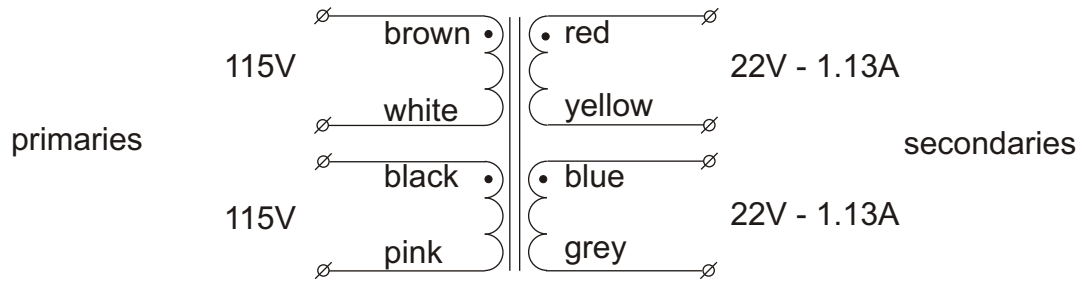 brown
red
115V
22V - 1.13A
white
yellow
primaries
secondaries
black
blue
115V
22V - 1.13A
pink
grey